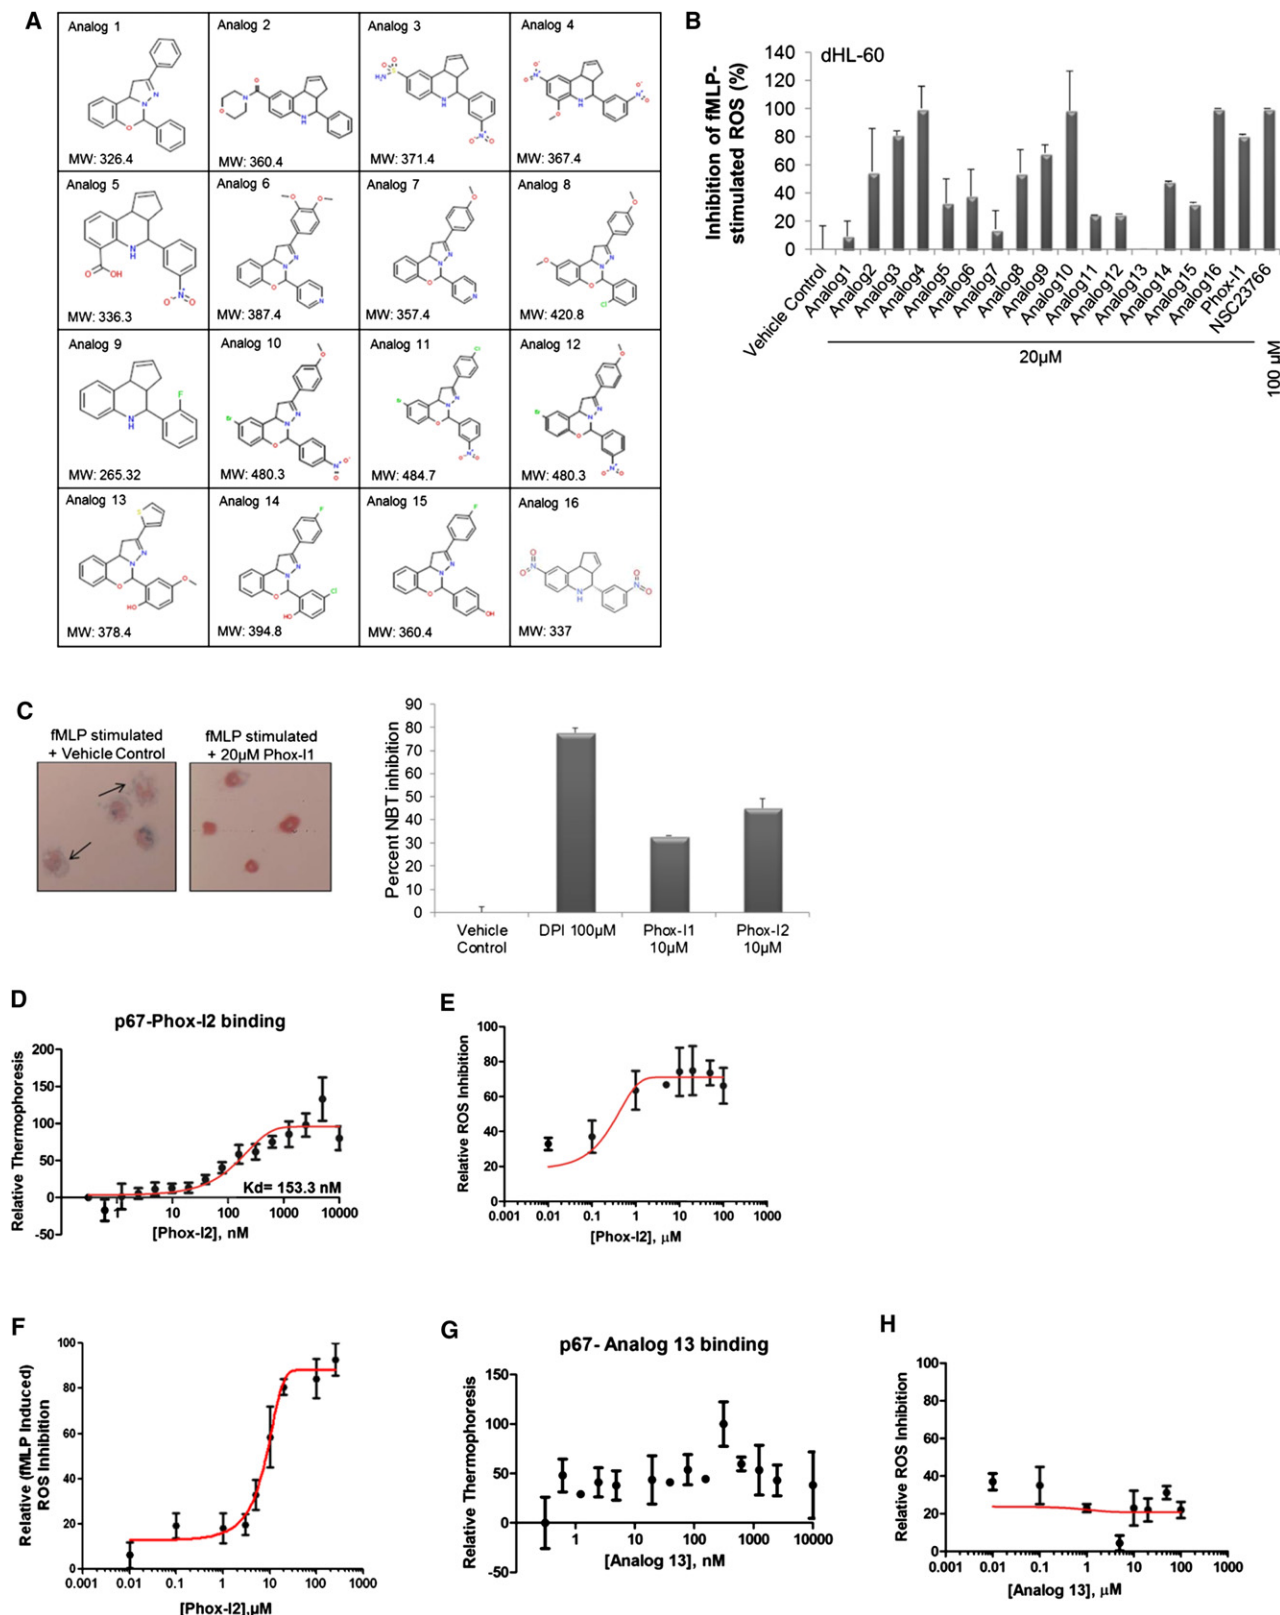 A
Analog 1
MW: 326.4
Analog 2
MW: 360.4
Analog 3
MW: 371.4
Analog 4
MW: 367.4
Analog 5
MW: 336.3
Analog 6
MW: 387.4
Analog 7
MW: 357.4
Analog 8
MW: 420.8
Analog 9
MW: 265.32
Analog 10
MW: 480.3
Analog 11
MW: 484.7
Analog 12
MW: 480.3
Analog 13
MW: 378.4
Analog 14
MW: 394.8
Analog 15
MW: 360.4
Analog 16
MW: 337
B
dHL-60
Inhibition of fMLP-
stimulated ROS (%)
140
120
100
80
60
40
20
0
Vehicle Control
Analog1
Analog2
Analog3
Analog4
Analog5
Analog6
Analog7
Analog8
Analog9
Analog10
Analog11
Analog12
Analog13
Analog14
Analog15
Analog16
Phox-I1
NSC23766
20µM
100 µM
C
fMLP stimulated
+ Vehicle Control
fMLP stimulated
+ 20µM Phox-I1
Percent NBT inhibition
90
80
70
60
50
40
30
20
10
0
Vehicle
Control
DPI 100µM
Phox-I1
10µM
Phox-I2
10µM
D
p67-Phox-I2 binding
Relative Thermophoresis
200
150
100
50
0
-50
Kd= 153.3 nM
1
10
100
1000
10000
[Phox-I2], nM
E
Relative ROS Inhibition
100
80
60
40
20
0
0.001
0.01
0.1
1
10
100
1000
[Phox-I2], µM
F
Relative (fMLP Induced)
ROS Inhibition
100
80
60
40
20
0
0.001
0.01
0.1
1
10
100
1000
[Phox-I2],µM
G
p67- Analog 13 binding
Relative Thermophoresis
150
100
50
0
-50
1
10
100
1000
10000
[Analog 13], nM
H
Relative ROS Inhibition
100
80
60
40
20
0
0.001
0.01
0.1
1
10
100
1000
[Analog 13], µM